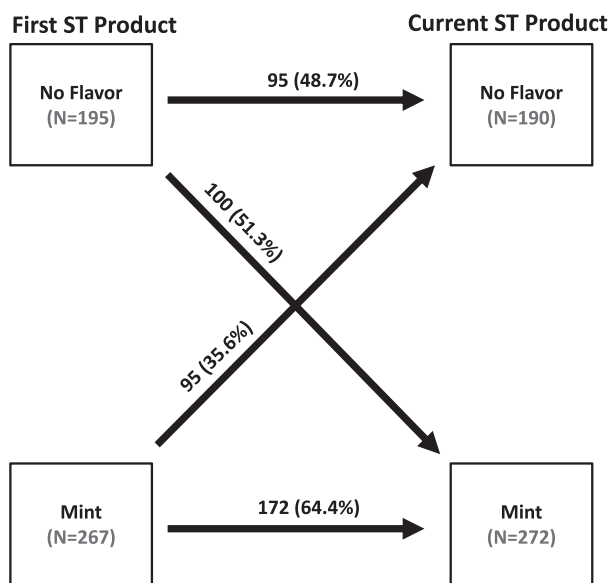 First ST Product
Current ST Product
No Flavor
(N=195)
95 (48.7%)
No Flavor
(N=190)
100 (51.3%)
95 (35.6%)
Mint
(N=267)
172 (64.4%)
Mint
(N=272)